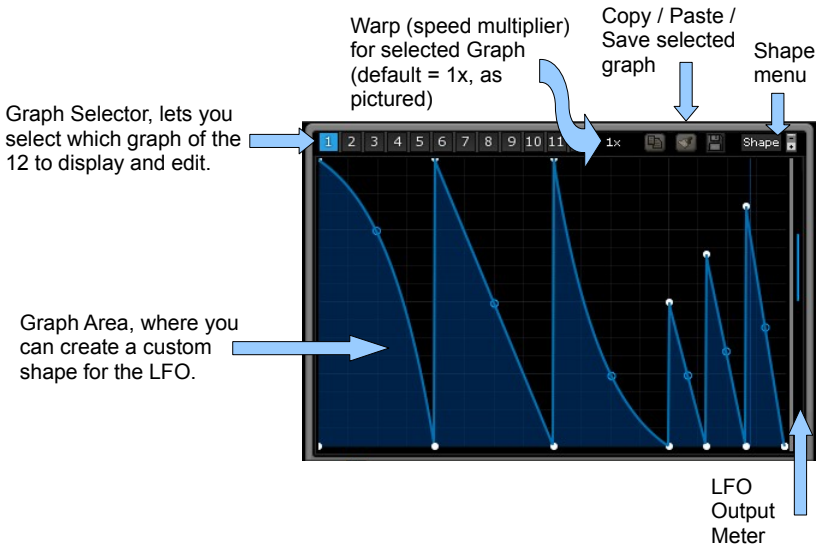 Warp (speed multiplier)
for selected Graph
(default = 1x, as
pictured)
Copy / Paste /
Save selected
graph
Shape
menu
Graph Selector, lets you
select which graph of the
12 to display and edit.
1 2 3 4 5 6 7 8 9 10 11 1x Shape
Graph Area, where you
can create a custom
shape for the LFO.
LFO
Output
Meter